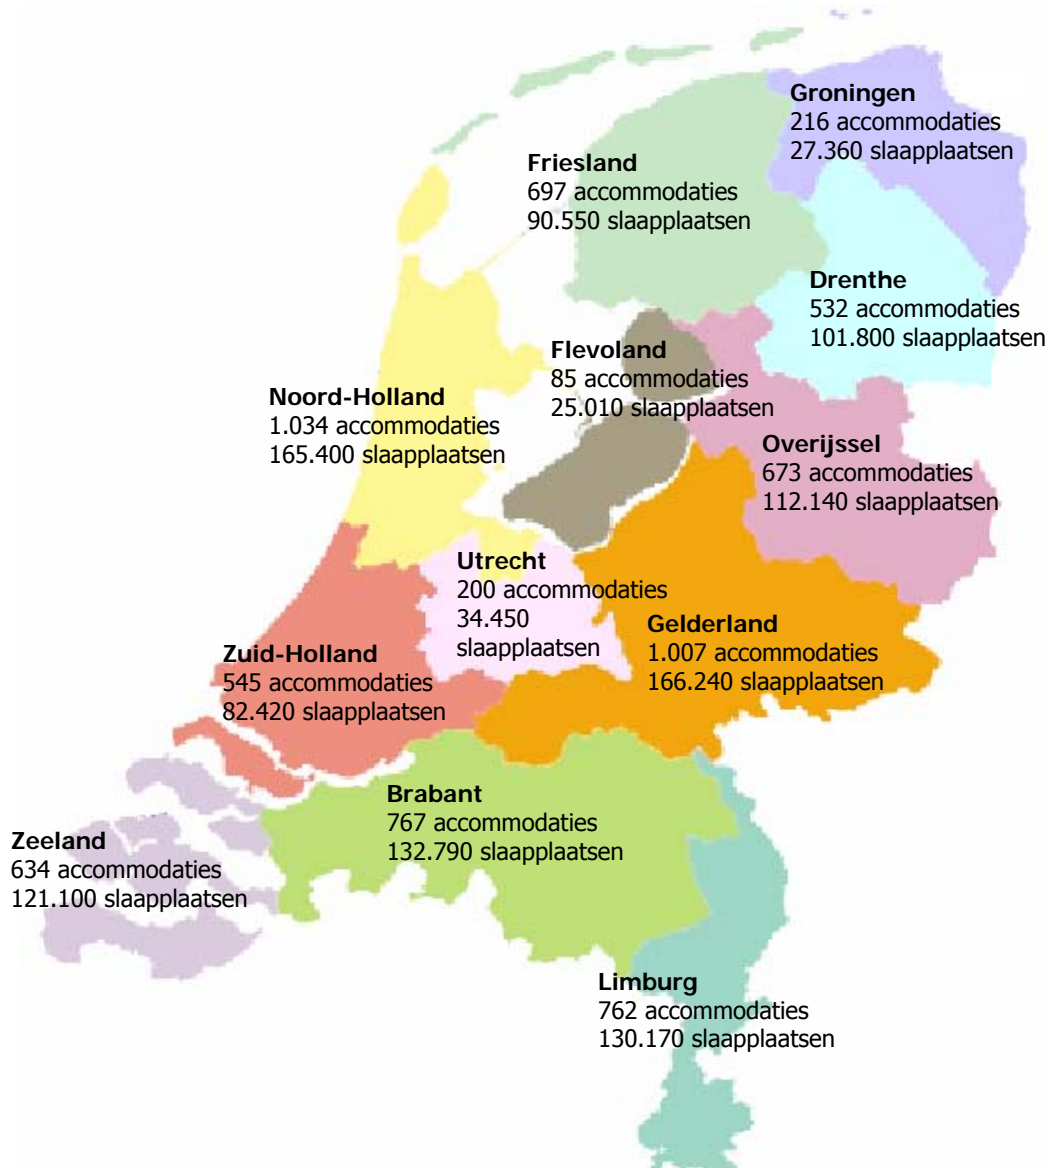 Groningen
216 accommodaties
27.360 slaapplaatsen
Friesland
697 accommodaties
90.550 slaapplaatsen
Drenthe
532 accommodaties
101.800 slaapplaatsen
Flevoland
85 accommodaties
25.010 slaapplaatsen
Noord-Holland
1.034 accommodaties
165.400 slaapplaatsen
Overijssel
673 accommodaties
112.140 slaapplaatsen
Utrecht
200 accommodaties
34.450
slaapplaatsen
Gelderland
1.007 accommodaties
166.240 slaapplaatsen
Zuid-Holland
545 accommodaties
82.420 slaapplaatsen
Brabant
767 accommodaties
132.790 slaapplaatsen
Zeeland
634 accommodaties
121.100 slaapplaatsen
Limburg
762 accommodaties
130.170 slaapplaatsen